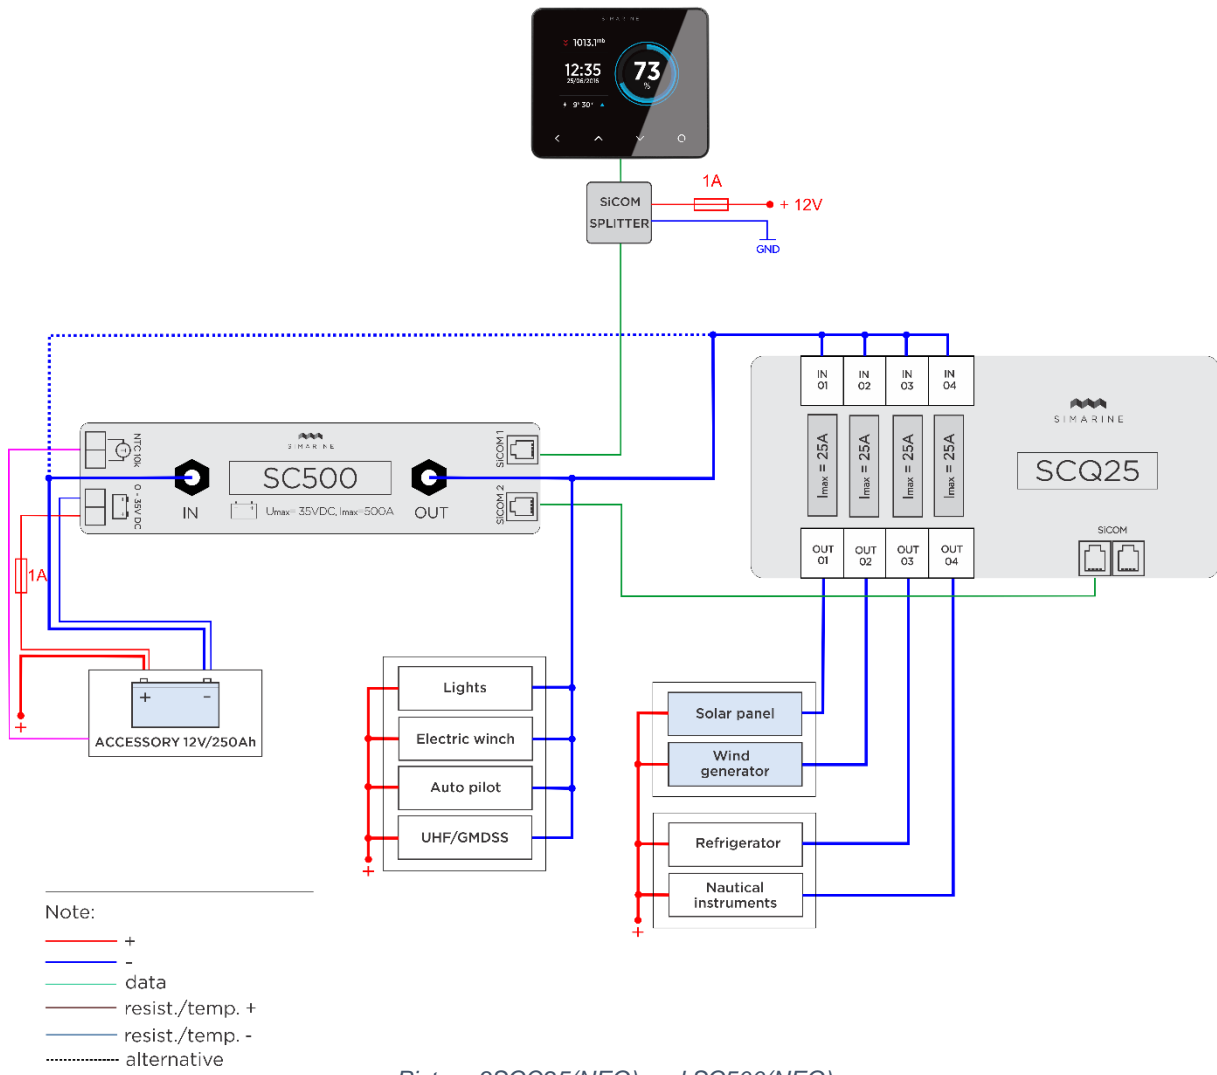 SIMARINE
1013.1mb
12:35
25/06/2016
73
%
9° 30°
SiCOM
SPLITTER
1A
+ 12V
GND
NTC 10k
0 - 35V DC
SIMARINE
SC500
IN
Umax= 35VDC, Imax=500A
OUT
SiCOM 1
SiCOM 2
IN
01
IN
02
IN
03
IN
04
Imax = 25A
Imax = 25A
Imax = 25A
Imax = 25A
OUT
01
OUT
02
OUT
03
OUT
04
SIMARINE
SCQ25
SiCOM
1A
+
-
+
ACCESSORY 12V/250Ah
Lights
Electric winch
Auto pilot
UHF/GMDSS
+
Solar panel
Wind
generator
Refrigerator
Nautical
instruments
+
Note:
+
-
data
resist./temp. +
resist./temp. -
alternative